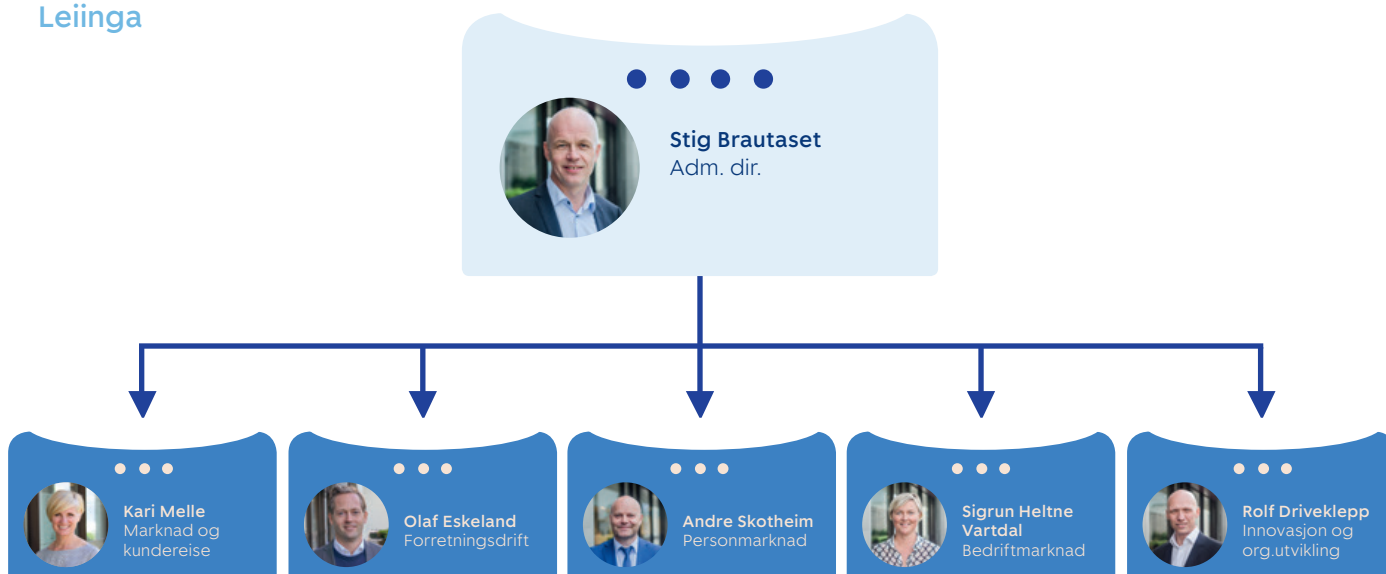 Leiinga
Stig Brautaset
Adm. dir.
Kari Melle
Marknad og
kundereise
Olaf Eskeland
Forretningsdrift
Andre Skotheim
Personmarknad
Sigrun Heltne
Vartdal
Bedriftmarknad
Rolf Driveklepp
Innovasjon og
org.utvikling